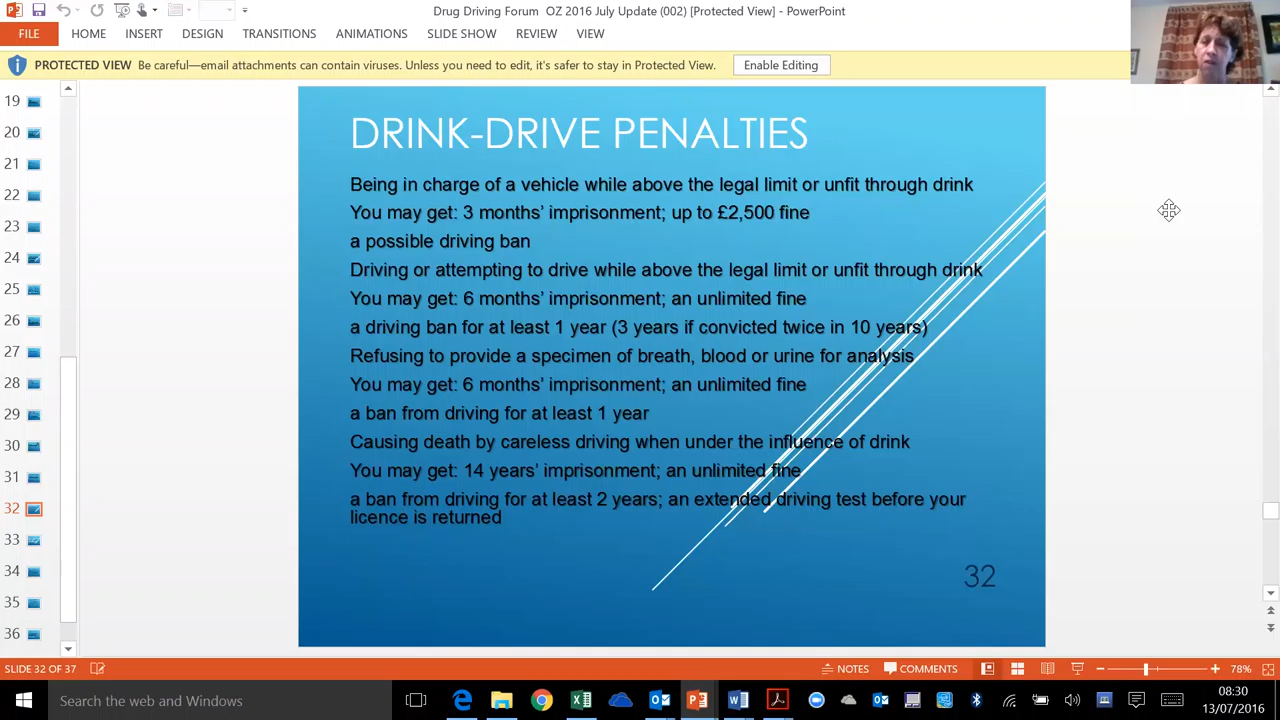 Drug Driving Forum  OZ 2016 July Update (002) [Protected View] - PowerPoint
FILE HOME INSERT DESIGN TRANSITIONS ANIMATIONS SLIDE SHOW REVIEW VIEW
PROTECTED VIEW Be careful—email attachments can contain viruses. Unless you need to edit, it's safer to stay in Protected View. Enable Editing
19
20
21
22
23
24
25
26
27
28
29
30
31
32
33
34
35
36
DRINK-DRIVE PENALTIES
Being in charge of a vehicle while above the legal limit or unfit through drink
You may get: 3 months’ imprisonment; up to £2,500 fine
a possible driving ban
Driving or attempting to drive while above the legal limit or unfit through drink
You may get: 6 months’ imprisonment; an unlimited fine
a driving ban for at least 1 year (3 years if convicted twice in 10 years)
Refusing to provide a specimen of breath, blood or urine for analysis
You may get: 6 months’ imprisonment; an unlimited fine
a ban from driving for at least 1 year
Causing death by careless driving when under the influence of drink
You may get: 14 years’ imprisonment; an unlimited fine
a ban from driving for at least 2 years; an extended driving test before your
licence is returned
32
SLIDE 32 OF 37 NOTES COMMENTS 78%
Search the web and Windows
08:30
13/07/2016